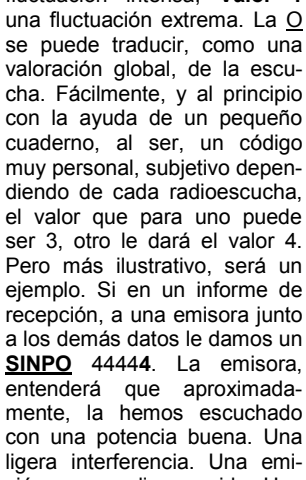 una fluctuación extrema. La O
se puede traducir, como una
valoración, global, de la escu-
cha. Fácilmente, y al principio
con la ayuda de un pequeño
cuaderno, al ser, un código
muy personal, subjetivo depen-
diendo de cada radioescucha,
el valor que para uno puede
ser 3, otro le dará el valor 4.
Pero más ilustrativo, será un
ejemplo. Si en un informe de
recepción, a una emisora junto
a los demás datos le damos un
SINPO 44444. La emisora,
entenderá que aproximada-
mente, la hemos escuchado
con una potencia buena. Una
ligera interferencia. Una emi-